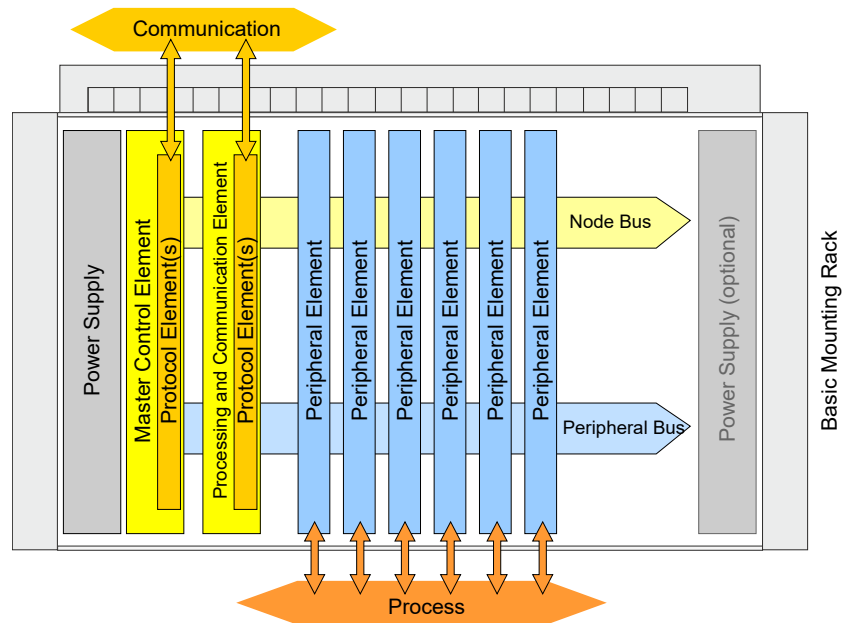 Communication
Power Supply
Master Control Element
Protocol Element(s)
Processing and Communication Element
Protocol Element(s)
Peripheral Element
Peripheral Element
Peripheral Element
Peripheral Element
Peripheral Element
Peripheral Element
Node Bus
Peripheral Bus
Power Supply (optional)
Basic Mounting Rack
Process